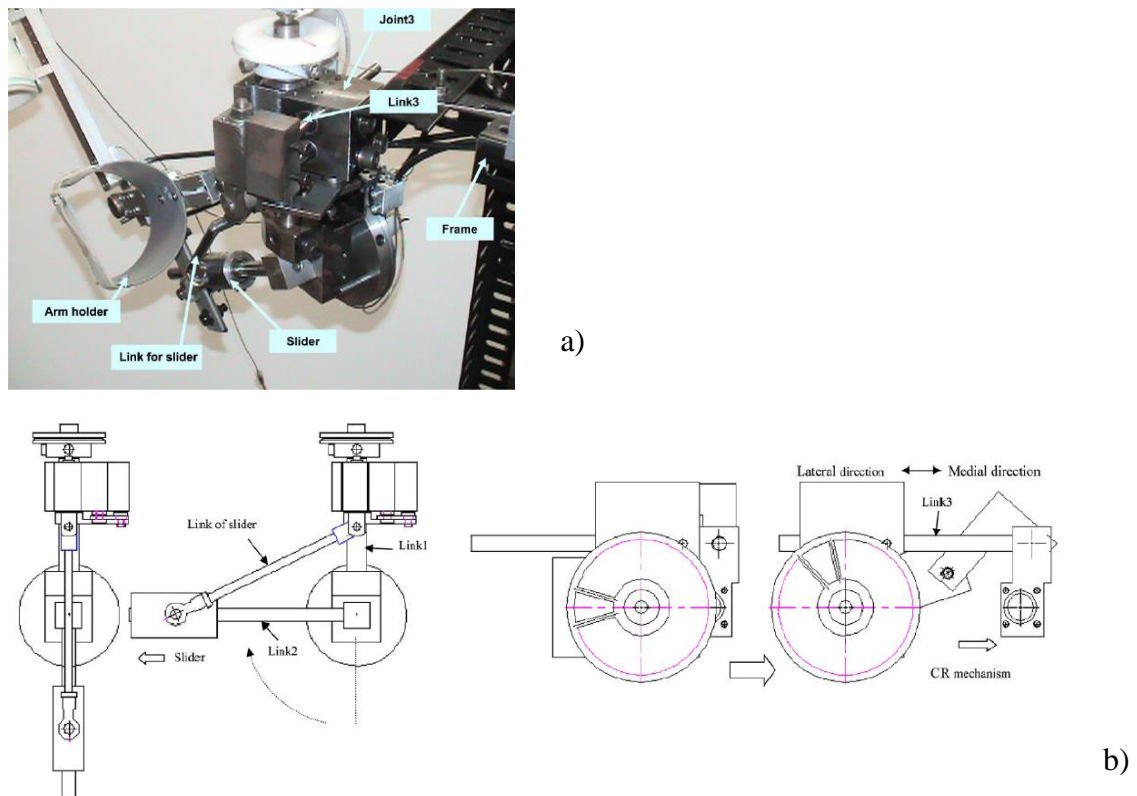 Joint3
Link3
Frame
Arm holder
Link for slider
Slider
a)
Lateral direction
Medial direction
Link3
Link of slider
Link1
Link2
Slider
CR mechanism
b)